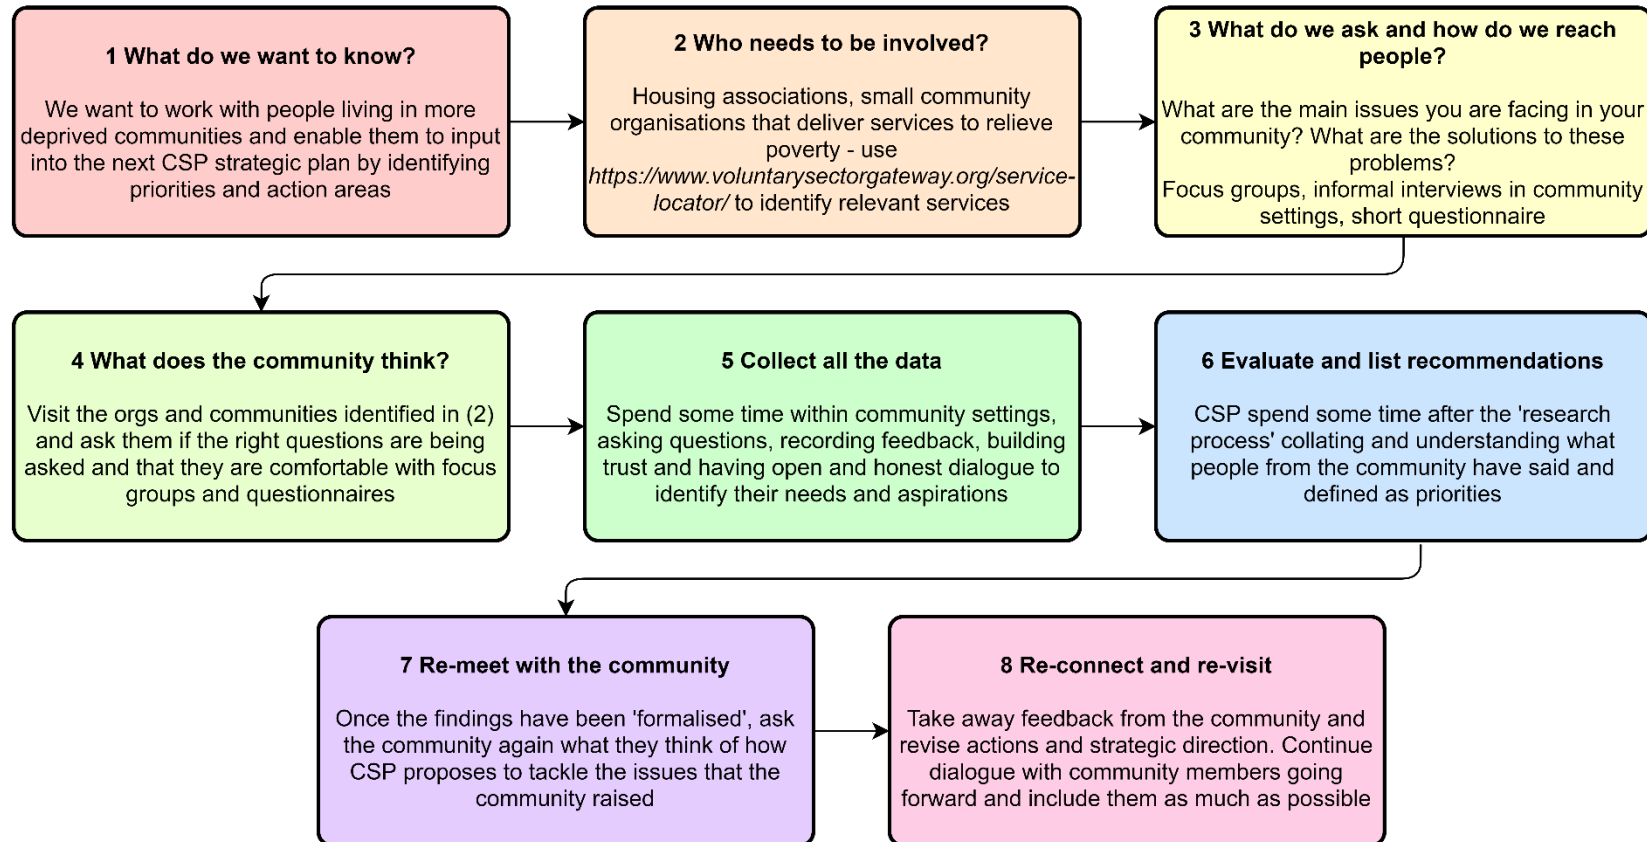 1 What do we want to know?
We want to work with people living in more
deprived communities and enable them to input
into the next CSP strategic plan by identifying
priorities and action areas
2 Who needs to be involved?
Housing associations, small community
organisations that deliver services to relieve
poverty - use
https://www.voluntarysectorgateway.org/service-
locator/ to identify relevant services
3 What do we ask and how do we reach
people?
What are the main issues you are facing in your
community? What are the solutions to these
problems?
Focus groups, informal interviews in community
settings, short questionnaire
4 What does the community think?
Visit the orgs and communities identified in (2)
and ask them if the right questions are being
asked and that they are comfortable with focus
groups and questionnaires
5 Collect all the data
Spend some time within community settings,
asking questions, recording feedback, building
trust and having open and honest dialogue to
identify their needs and aspirations
6 Evaluate and list recommendations
CSP spend some time after the 'research
process' collating and understanding what
people from the community have said and
defined as priorities
7 Re-meet with the community
Once the findings have been 'formalised', ask
the community again what they think of how
CSP proposes to tackle the issues that the
community raised
8 Re-connect and re-visit
Take away feedback from the community and
revise actions and strategic direction. Continue
dialogue with community members going
forward and include them as much as possible